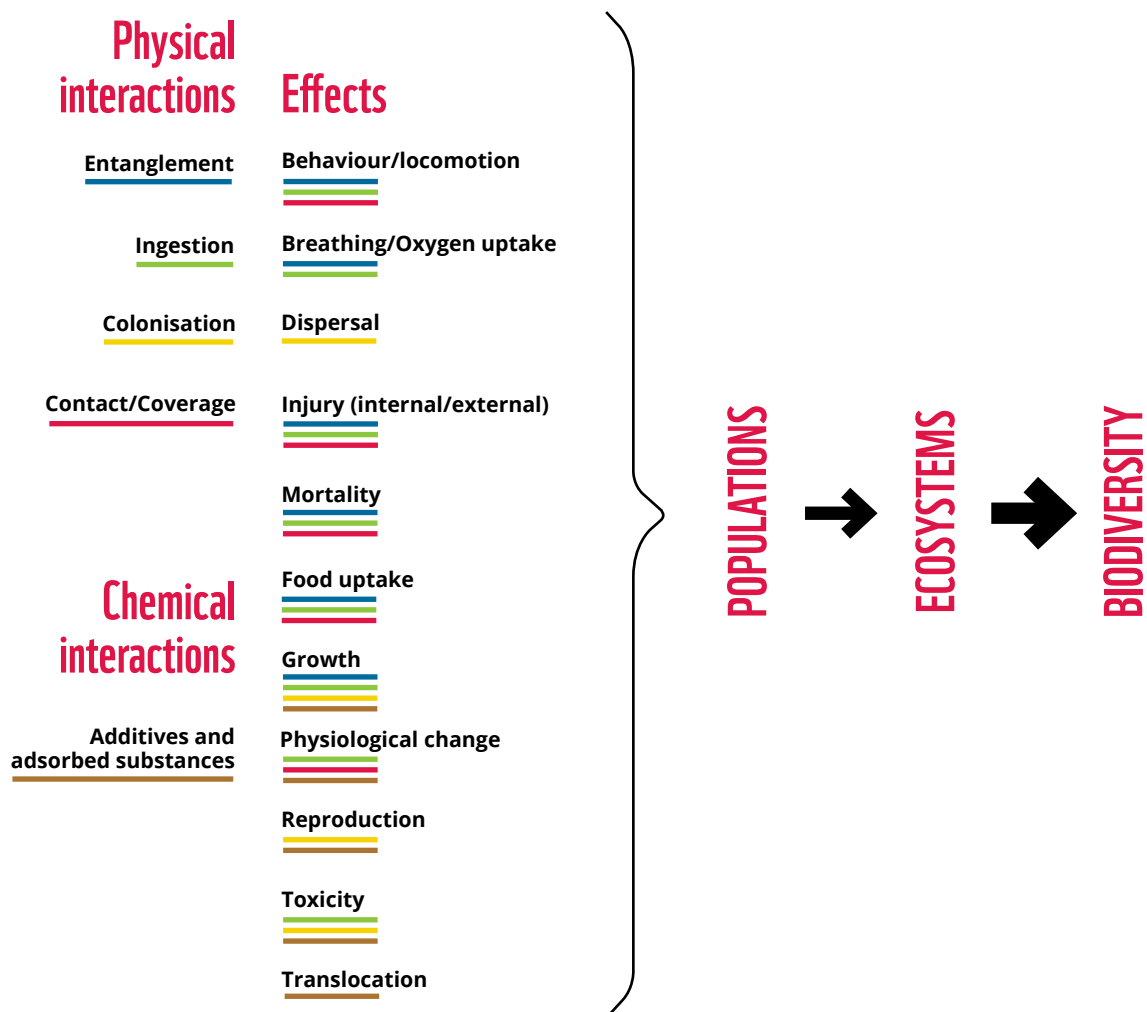 Physical
interactions
Entanglement
Ingestion
Colonisation
Contact/Coverage
Chemical
interactions
Additives and
adsorbed substances
Effects
Behaviour/locomotion
Breathing/Oxygen uptake
Dispersal
Injury (internal/external)
Mortality
Food uptake
Growth
Physiological change
Reproduction
Toxicity
Translocation
POPULATIONS
ECOSYSTEMS
BIODIVERSITY